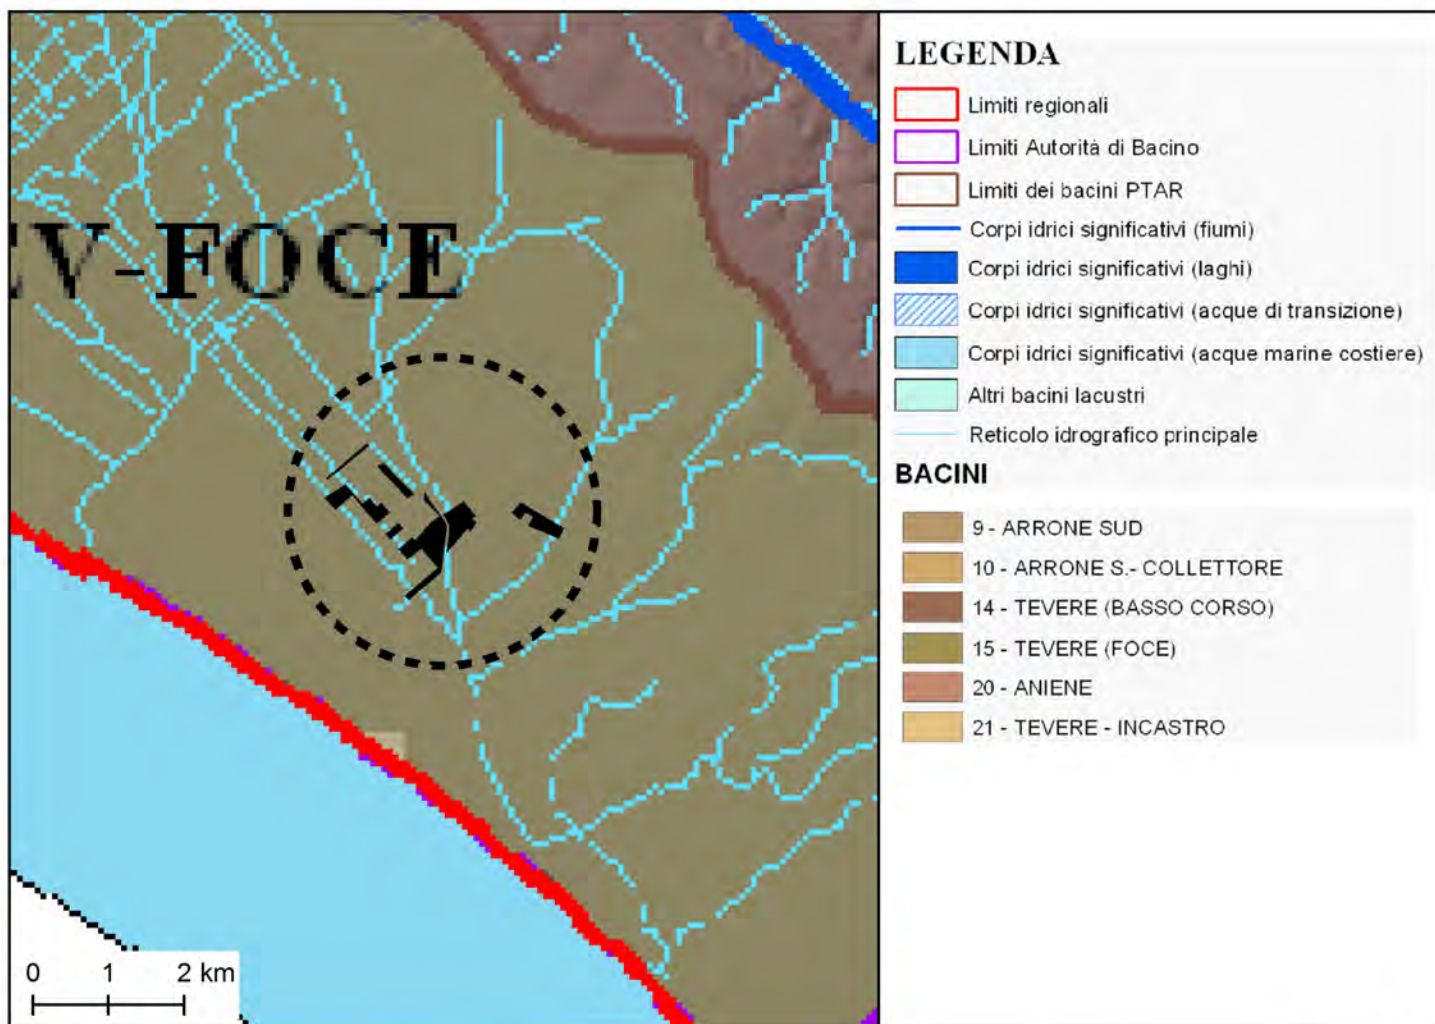 EV-FOCE
0 1 2 km
LEGENDA
Limiti regionali
Limiti Autorità di Bacino
Limiti dei bacini PTAR
Corpi idrici significativi (fiumi)
Corpi idrici significativi (laghi)
Corpi idrici significativi (acque di transizione)
Corpi idrici significativi (acque marine costiere)
Altri bacini lacustri
Reticolo idrografico principale
BACINI
9 - ARRONE SUD
10 - ARRONE S.- COLLETTORE
14 - TEVERE (BASSO CORSO)
15 - TEVERE (FOCE)
20 - ANIENE
21 - TEVERE - INCASTRO